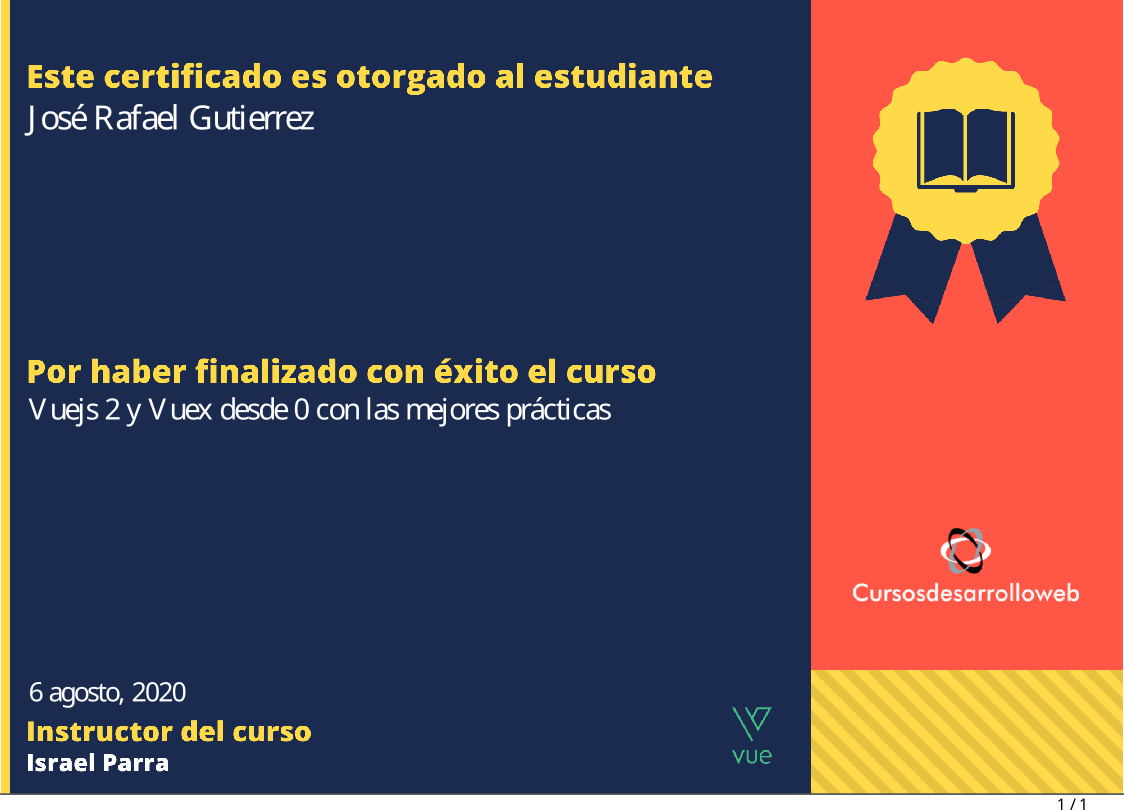 Este certificado es otorgado al estudiante
José Rafael Gutierrez
Por haber finalizado con éxito el curso
Vuejs 2 y Vuex desde 0 con las mejores prácticas
Cursosdesarrolloweb
6 agosto, 2020
Instructor del curso
Israel Parra
vue
1 / 1